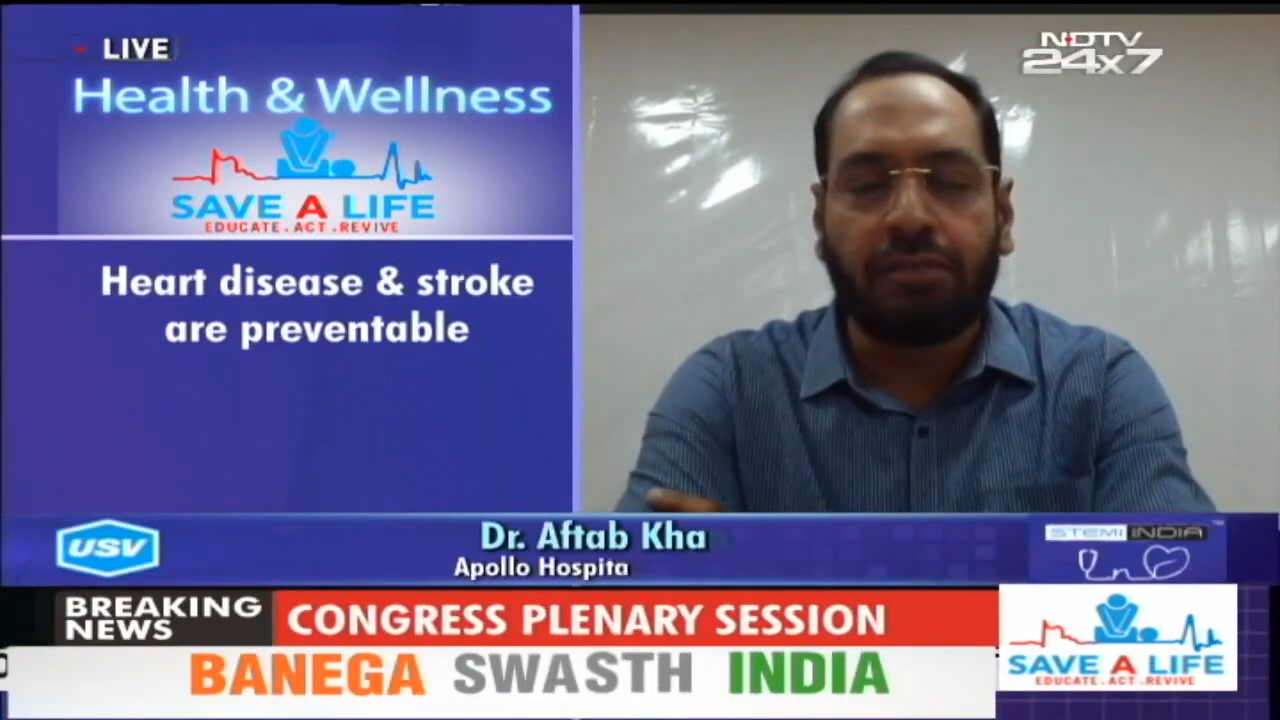 LIVE
Health & Wellness
SAVE A LIFE
EDUCATE . ACT . REVIVE
Heart disease & stroke
are preventable
NDTV
24x7
USV
Dr. Aftab Kha
Apollo Hospita
STEMI INDIA
BREAKING
NEWS
CONGRESS PLENARY SESSION
BANEGA SWASTH INDIA
SAVE A LIFE
EDUCATE . ACT . REVIVE